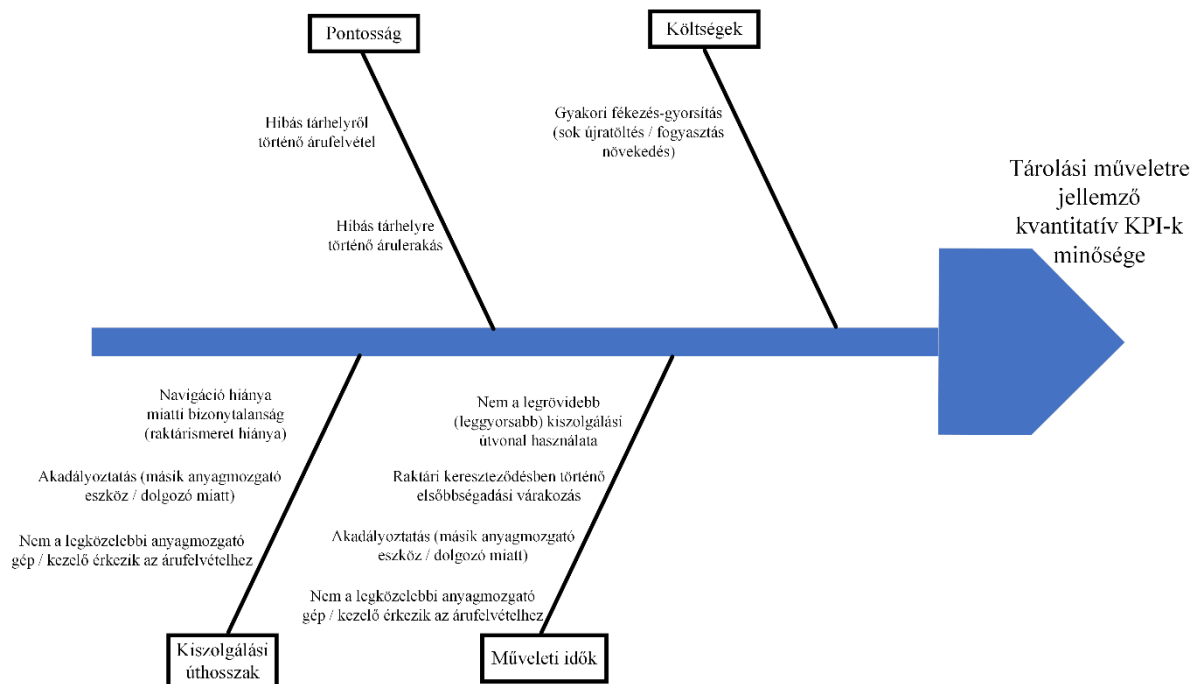 Pontosság
Költségek
Hibás tárhelyről
történő árufelvétel
Hibás tárhelyre
történő árulerakás
Gyakori fékezés-gyorsítás
(sok újratöltés / fogyasztás
növekedés)
Tárolási műveletre
jellemző
kvantitatív KPI-k
minősége
Navigáció hiánya
miatti bizonytalanság
(raktárismeret hiánya)
Akadályoztatás (másik anyagmozgató
eszköz / dolgozó miatt)
Nem a legközelebbi anyagmozgató
gép / kezelő érkezik az árufelvételhez
Nem a legrövidebb
(leggyorsabb) kiszolgálási
útvonal használata
Raktári kereszteződésben történő
elsőbbségadási várakozás
Akadályoztatás (másik anyagmozgató
eszköz / dolgozó miatt)
Nem a legközelebbi anyagmozgató
gép / kezelő érkezik az árufelvételhez
Kiszolgálási
úthosszak
Műveleti idők